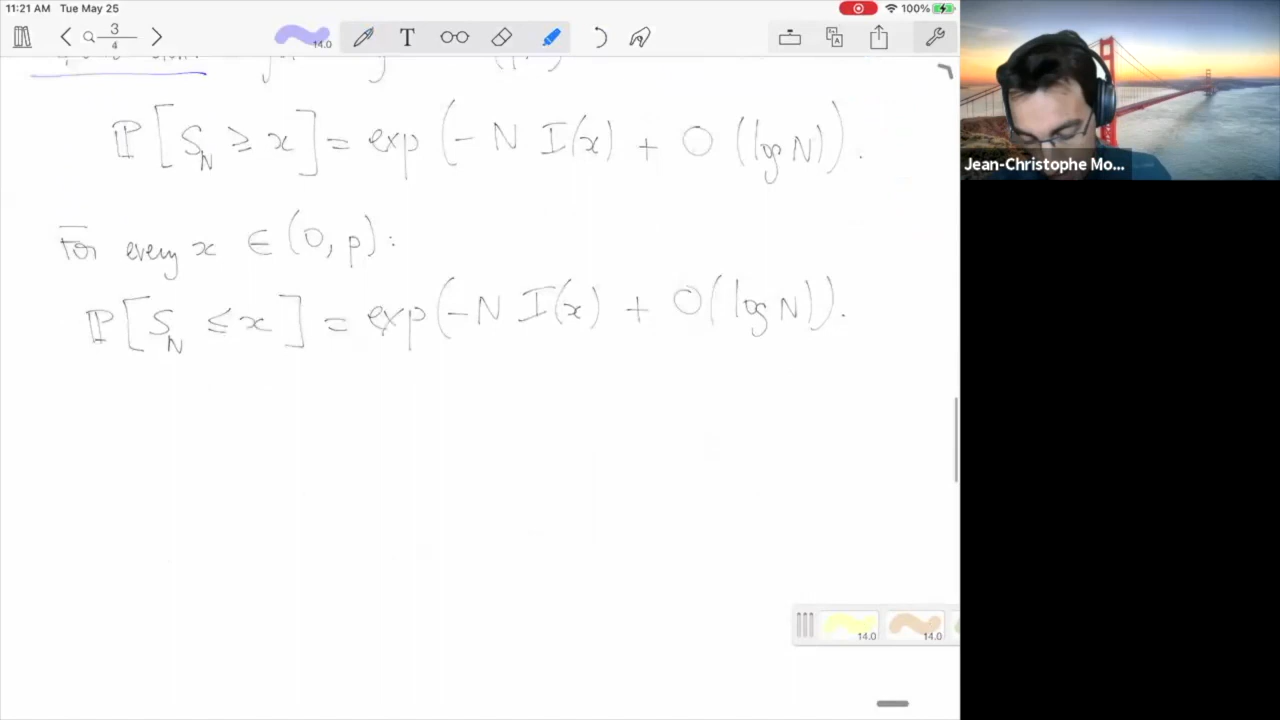 11:21 AM Tue May 25
100%
3
4
14.0
T
A
ℙ[S_N ≥ x] = exp(-N I(x) + O(log N)).
For every x ∈ (0, p):
ℙ[S_N ≤ x] = exp(-N I(x) + O(log N)).
14.0 14.0
Jean-Christophe Mo...